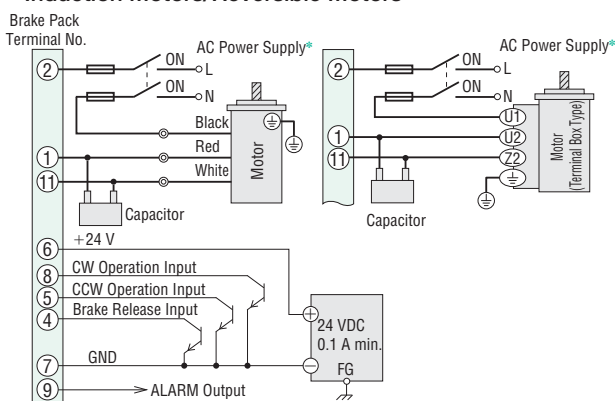 Induction Motors/Reversible Motors
Brake Pack
Terminal No.
AC Power Supply*
2
ON
L
ON
N
Black
Red
White
1
11
Motor
Capacitor
AC Power Supply*
2
ON
L
ON
N
U1
U2
Z2
1
11
Motor
(Terminal Box Type)
Capacitor
6
+24 V
8
CW Operation Input
5
CCW Operation Input
4
Brake Release Input
7
GND
9
ALARM Output
24 VDC
0.1 A min.
FG